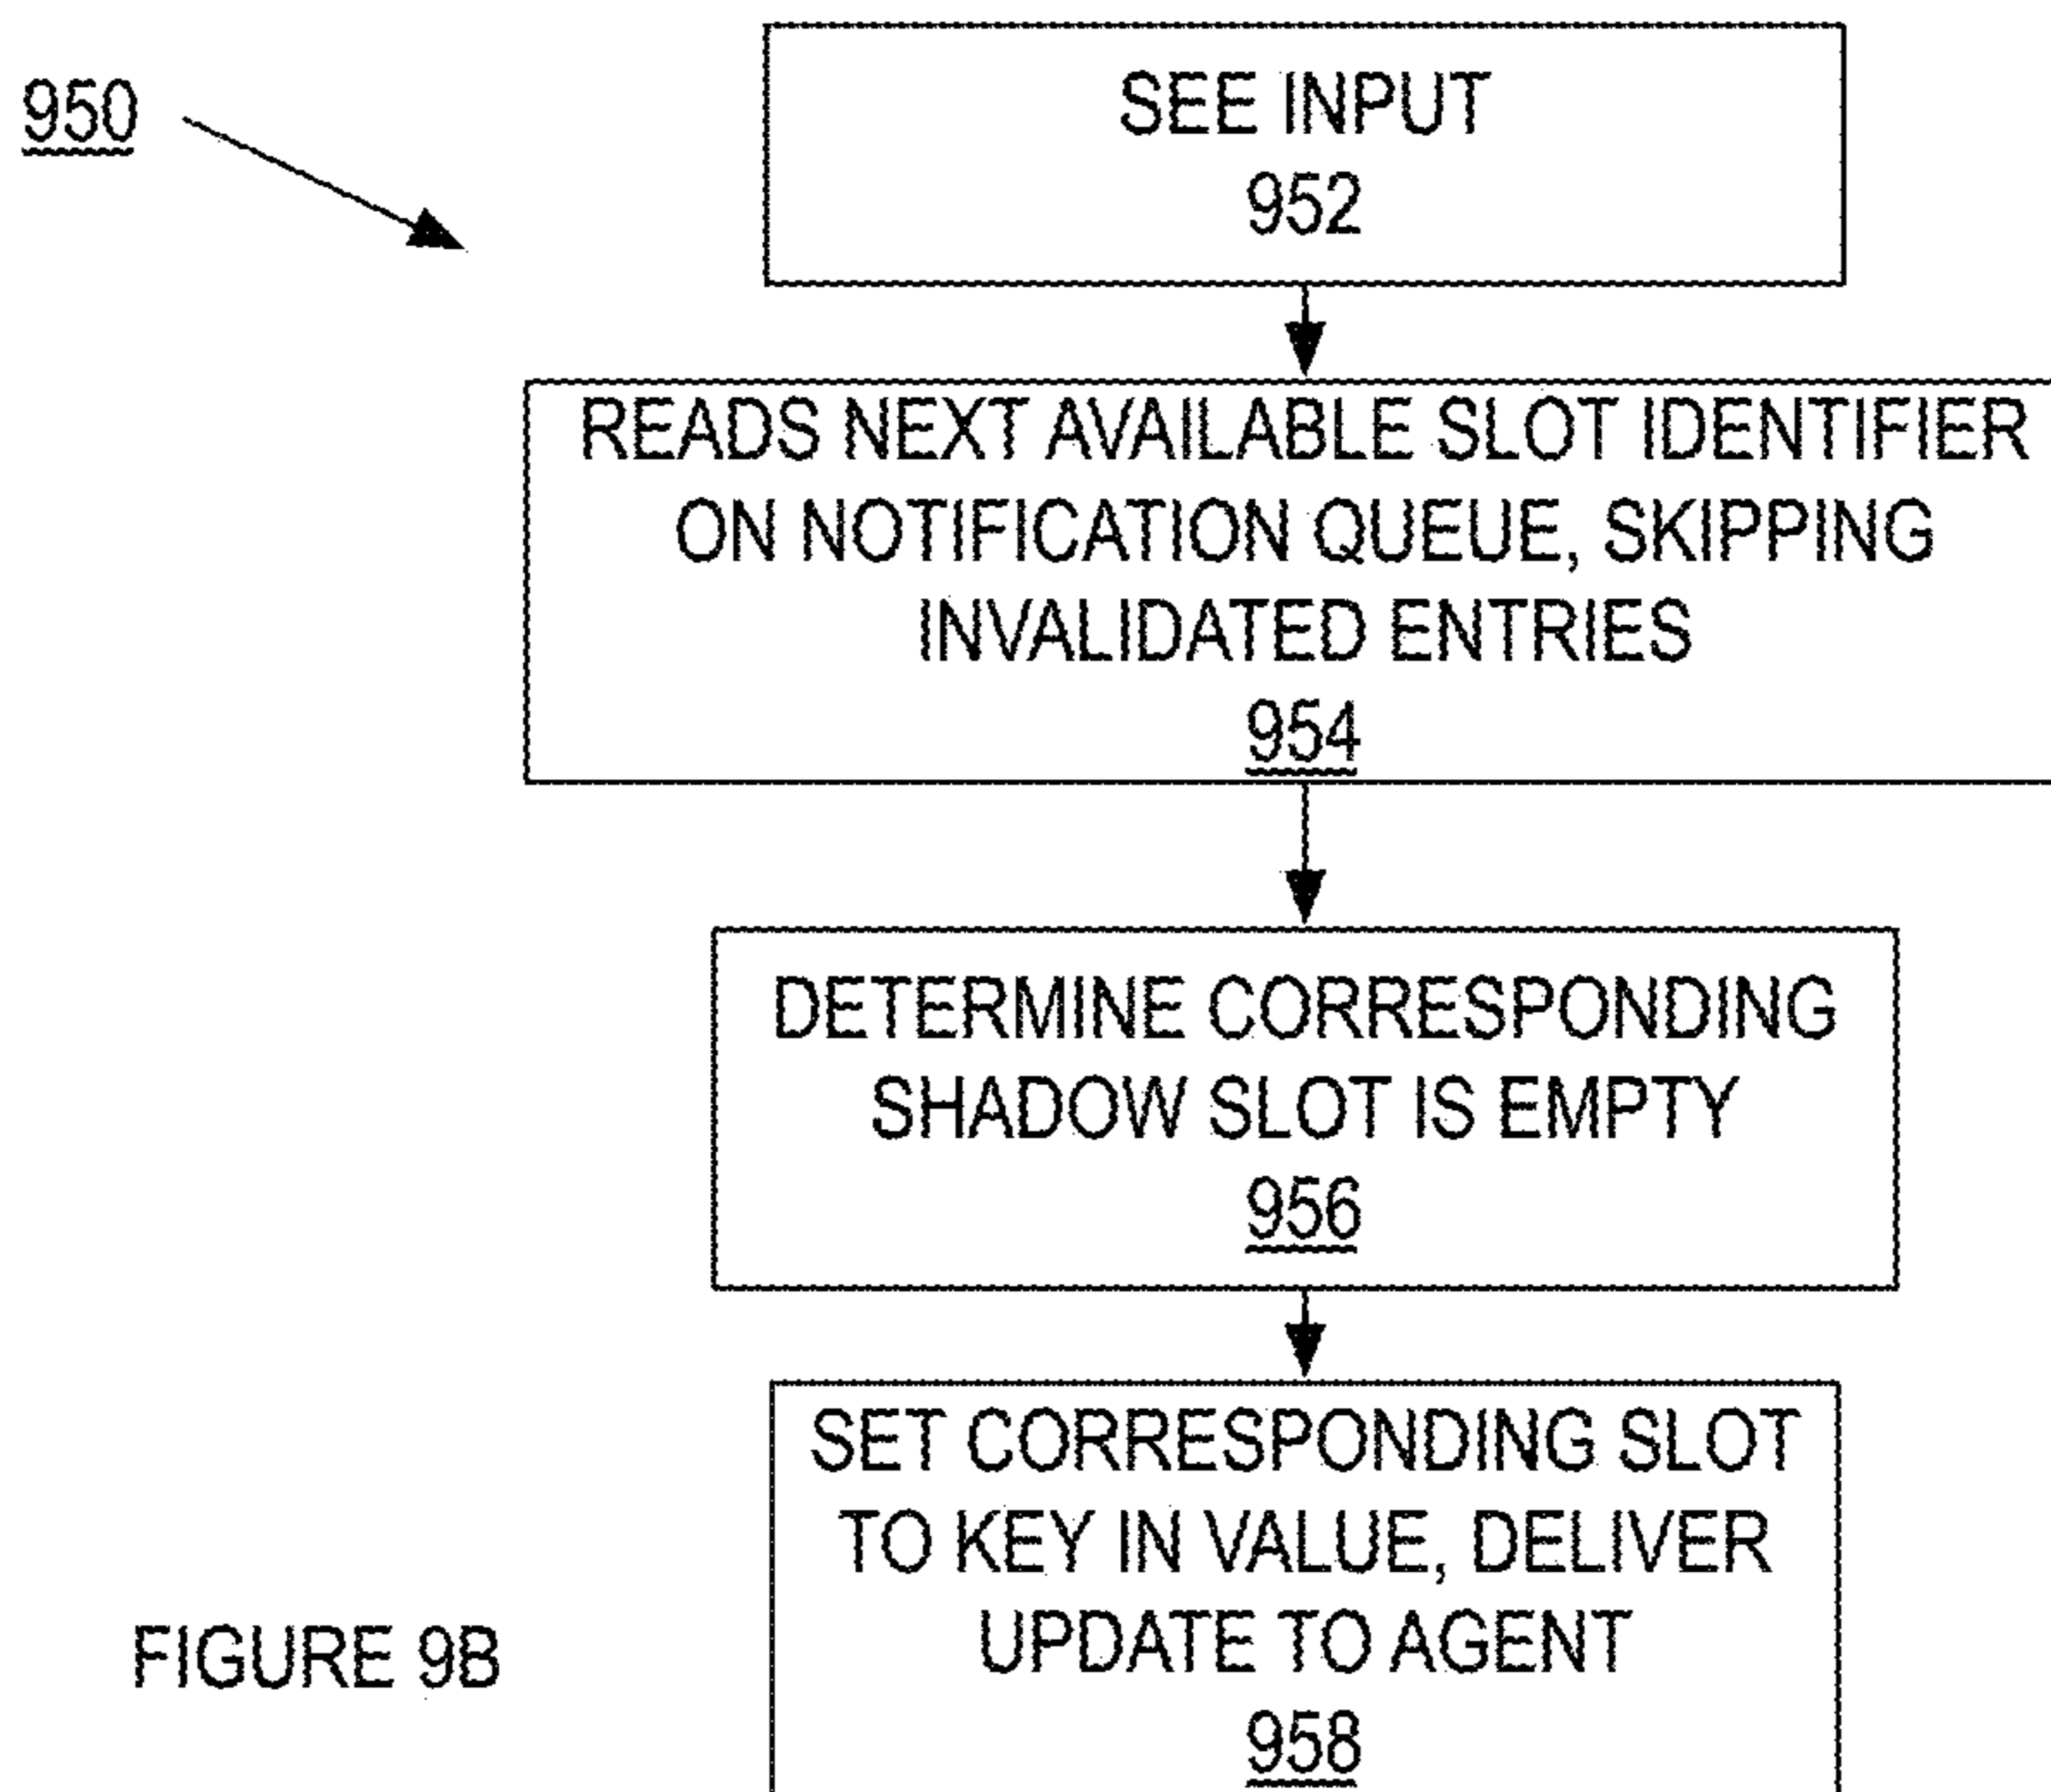 950
SEE INPUT
952
READS NEXT AVAILABLE SLOT IDENTIFIER
ON NOTIFICATION QUEUE, SKIPPING
INVALIDATED ENTRIES
954
DETERMINE CORRESPONDING
SHADOW SLOT IS EMPTY
956
SET CORRESPONDING SLOT
TO KEY IN VALUE, DELIVER
UPDATE TO AGENT
958
FIGURE 9B